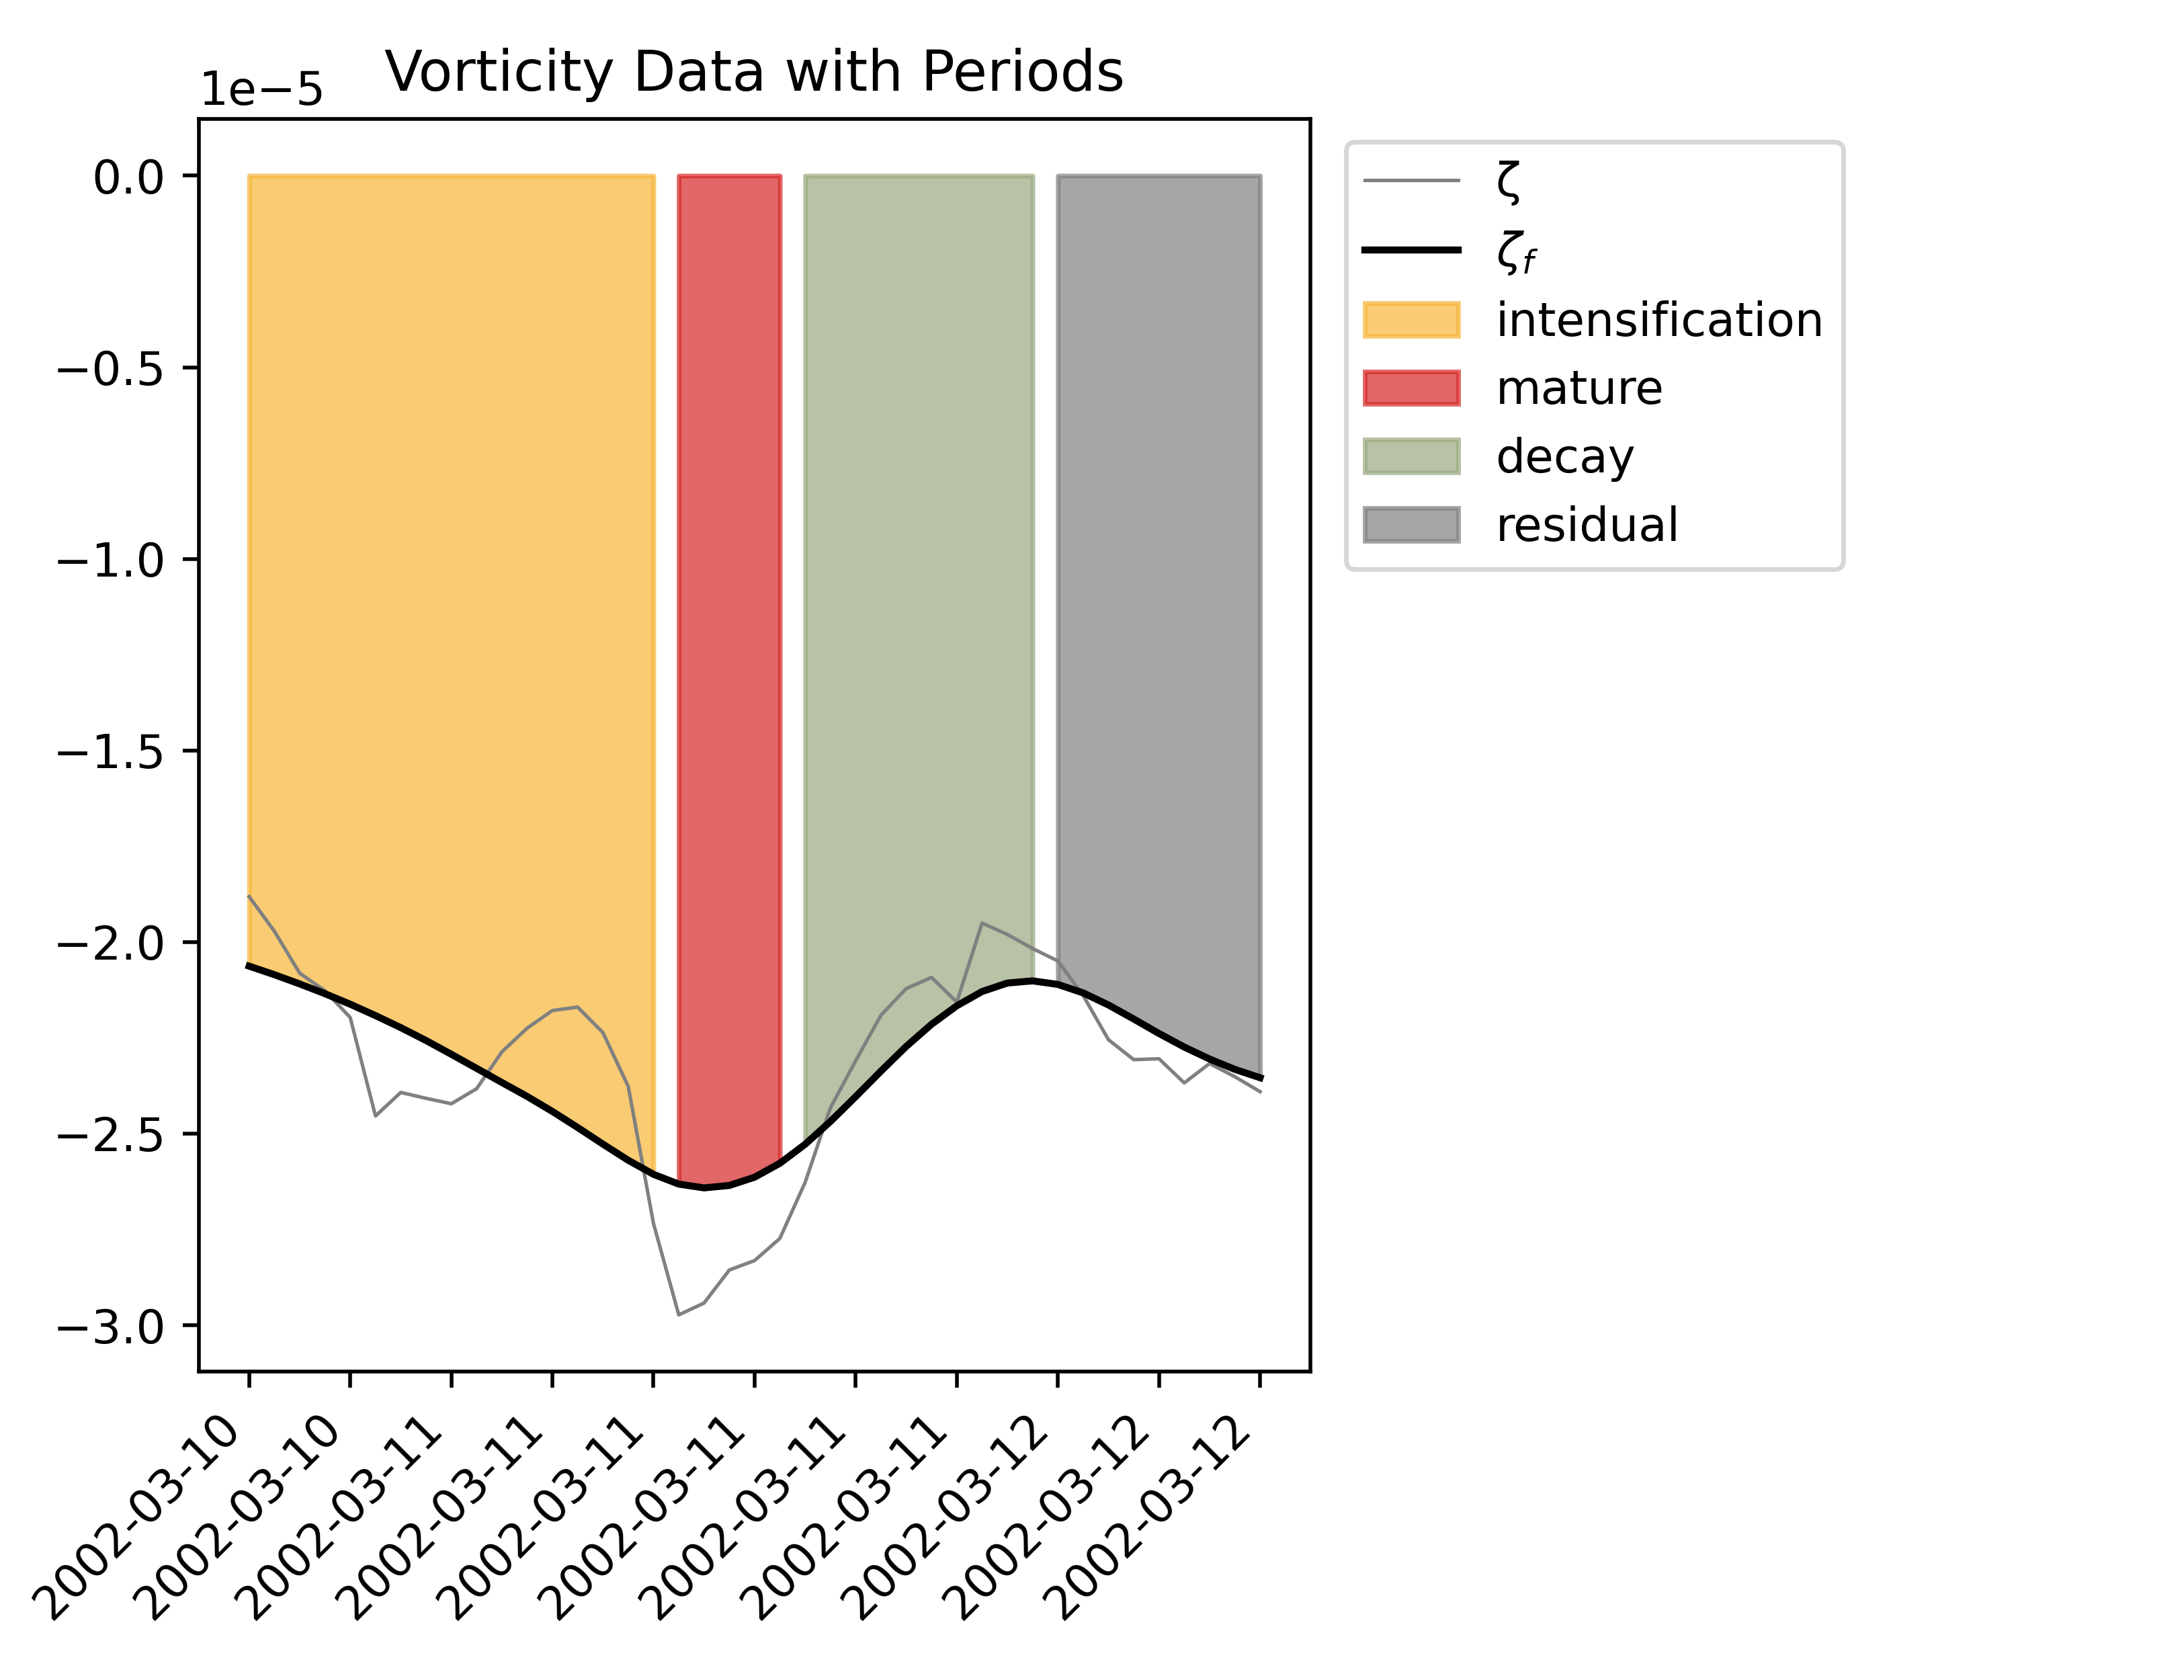 Vorticity Data with Periods
1e−5
0.0
−0.5
−1.0
−1.5
−2.0
−2.5
−3.0
2002-03-10
2002-03-10
2002-03-11
2002-03-11
2002-03-11
2002-03-11
2002-03-11
2002-03-11
2002-03-12
2002-03-12
2002-03-12
ζ
ζf
intensification
mature
decay
residual